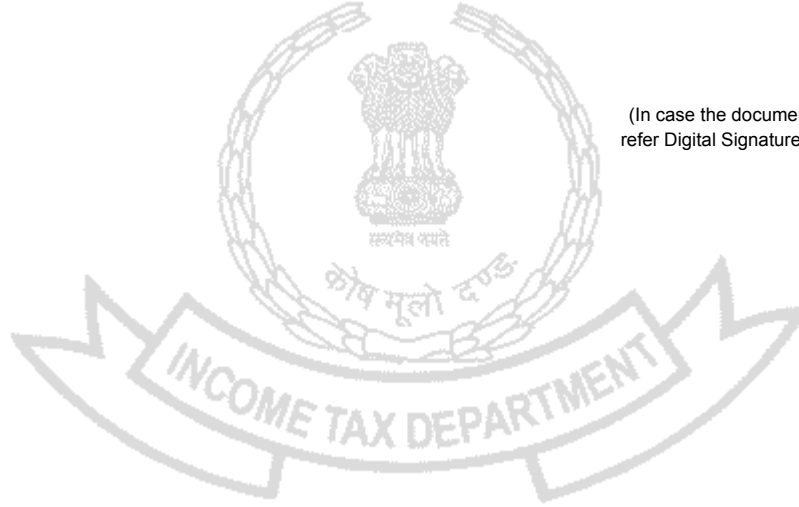 (In case the docume
refer Digital Signature
सत्यमेव जयते
कोष मूलो दण्ड:
INCOME TAX DEPARTMENT